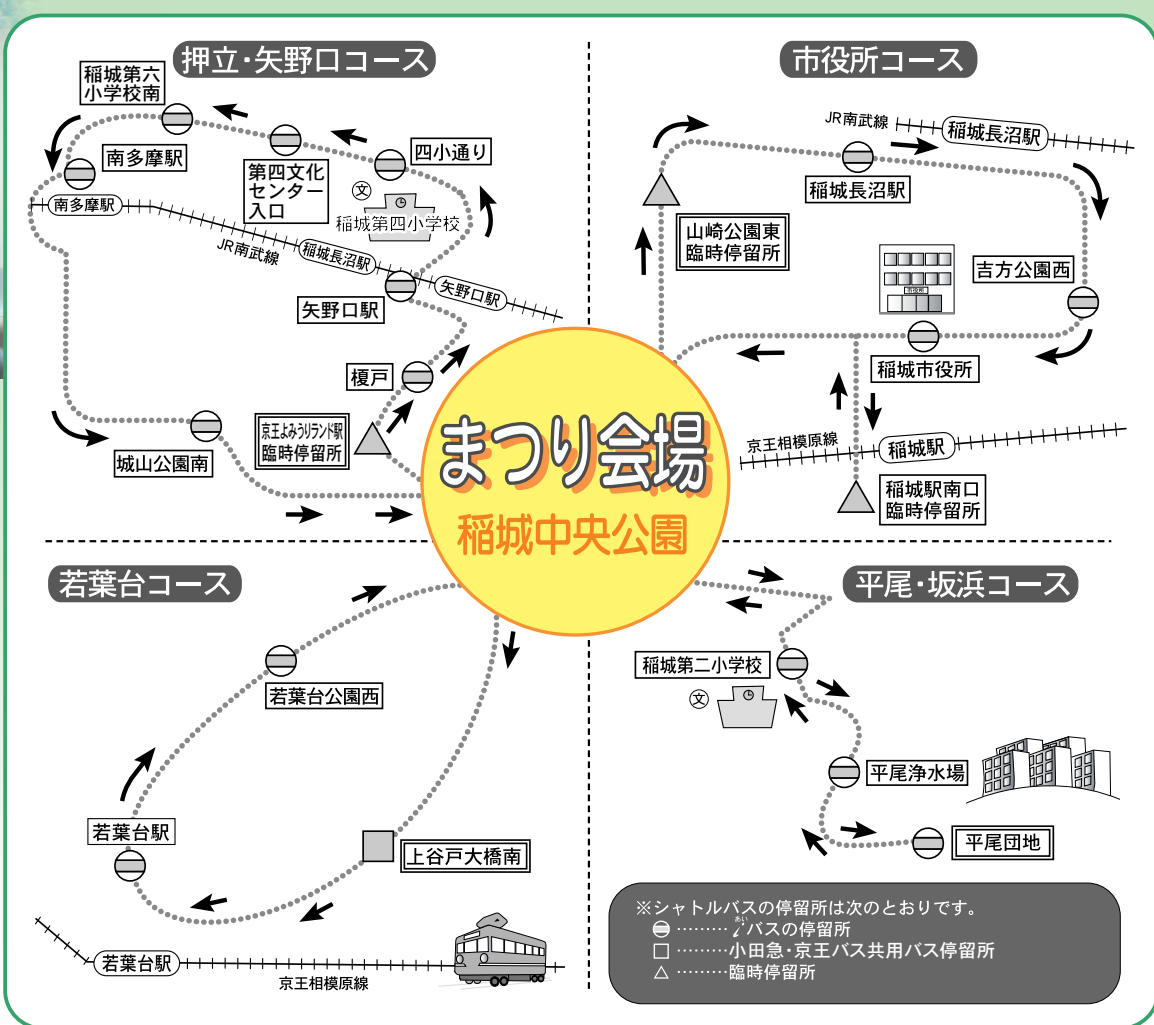 押立・矢野口コース
稲城第六
小学校南
南多摩駅
第四文化
センター
入口
四小通り
文
稲城第四小学校
南多摩駅
JR南武線
稲城長沼駅
矢野口駅
矢野口駅
榎戸
京王よみうりランド駅
臨時停留所
城山公園南
市役所コース
JR南武線
稲城長沼駅
稲城長沼駅
山崎公園東
臨時停留所
市役所
吉方公園西
稲城市役所
京王相模原線
稲城駅
稲城駅南口
臨時停留所
まつり会場
稲城中央公園
若葉台コース
若葉台公園西
若葉台駅
上谷戸大橋南
若葉台駅
京王相模原線
平尾・坂浜コース
稲城第二小学校
文
平尾浄水場
平尾団地
※シャトルバスの停留所は次のとおりです。
あい
………iバスの停留所
………小田急・京王バス共用バス停留所
………臨時停留所